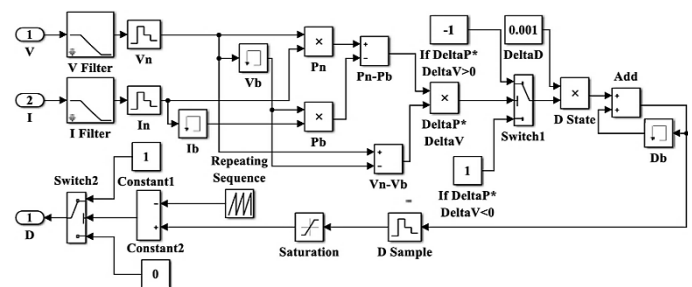 1
V
V Filter
Vn
Vb
×
Pn
+
−
Pn-Pb
-1
If DeltaP*
DeltaV>0
0.001
DeltaD
2
I
I Filter
In
Ib
×
Pb
×
DeltaP*
DeltaV
Switch1
×
D State
Add
+
+
Db
+
−
Vn-Vb
1
If DeltaP*
DeltaV<0
Switch2
1
Constant1
Repeating
Sequence
1
D
−
+
Constant2
0
Saturation
D Sample